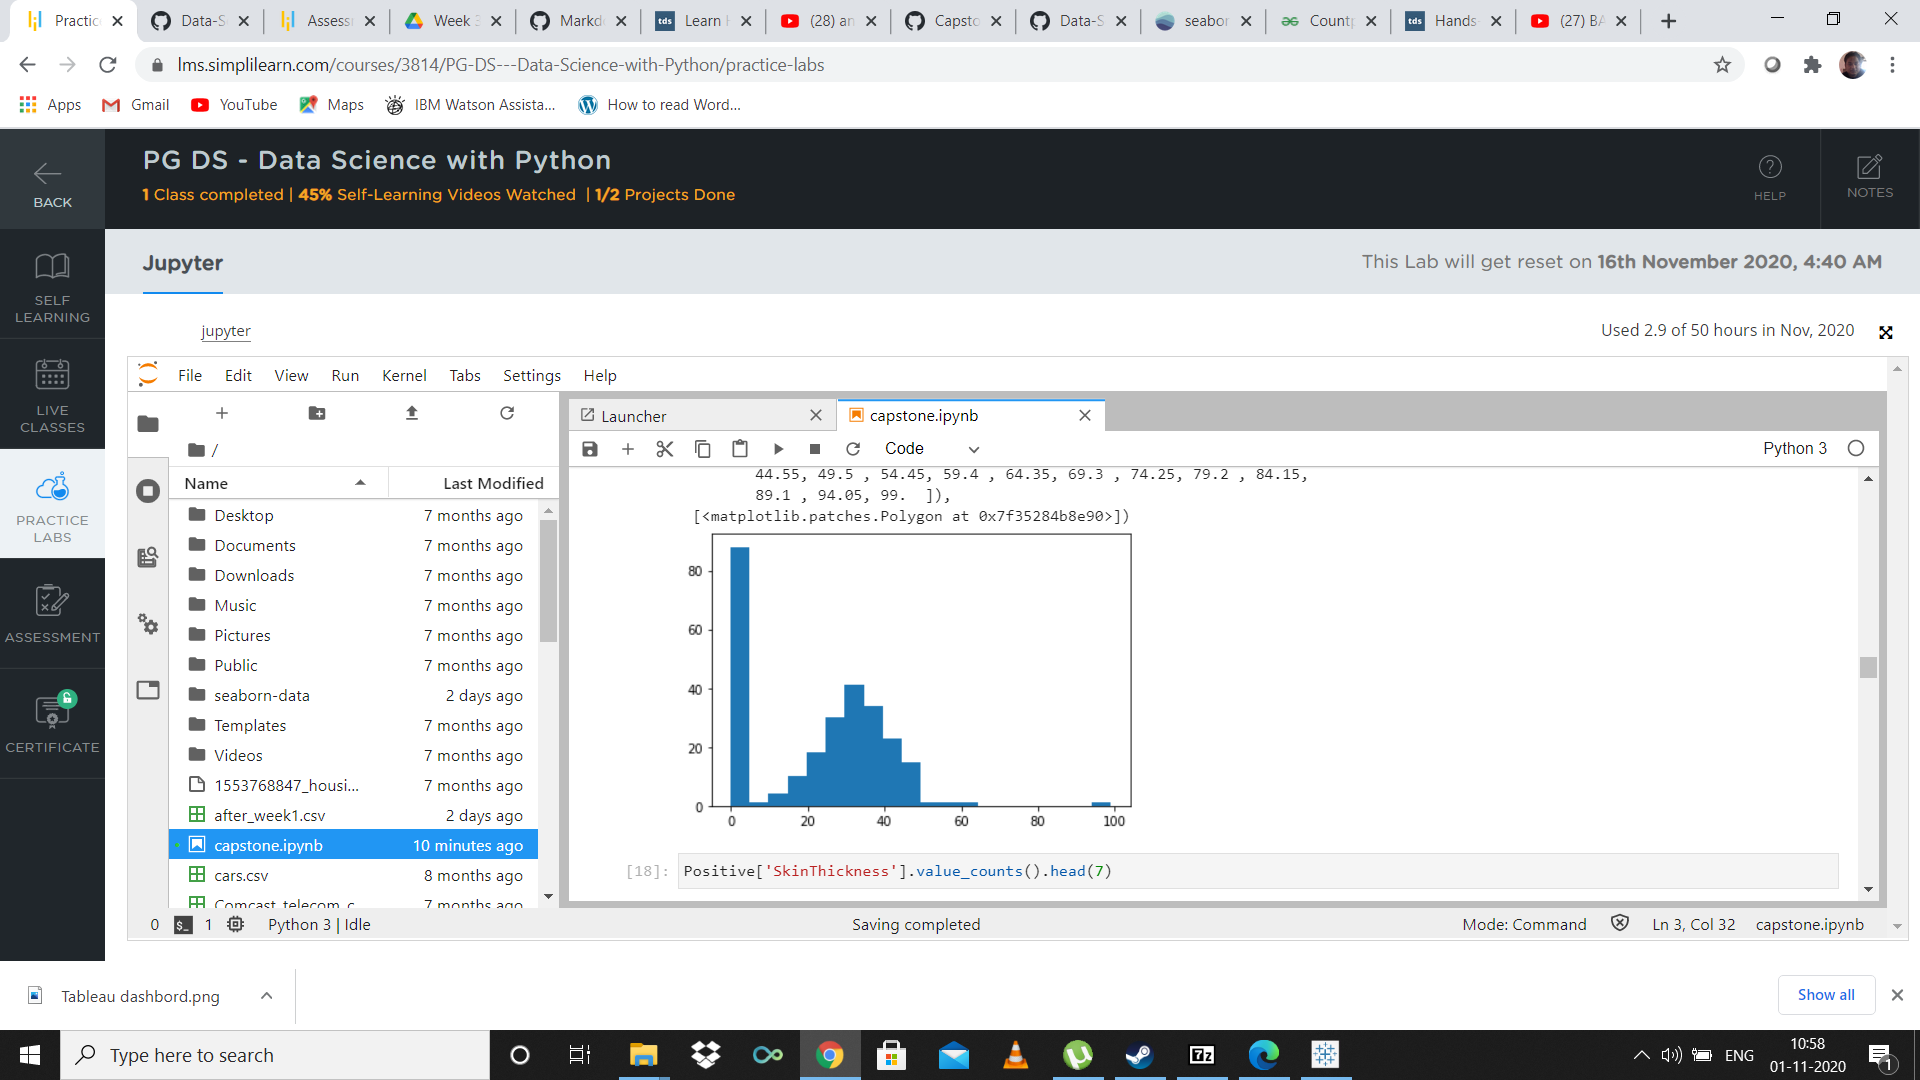 Practic
Data-S
Assess
Week 3
Markd
Learn
(28) an
Capsto
Data-S
seabor
Count
Hands
(27) BA
lms.simplilearn.com/courses/3814/PG-DS---Data-Science-with-Python/practice-labs
Apps
Gmail
YouTube
Maps
IBM Watson Assista...
How to read Word...
BACK
PG DS - Data Science with Python
1 Class completed | 45% Self-Learning Videos Watched | 1/2 Projects Done
HELP
NOTES
SELF
LEARNING
LIVE
CLASSES
PRACTICE
LABS
ASSESSMENT
CERTIFICATE
Jupyter
This Lab will get reset on 16th November 2020, 4:40 AM
jupyter
Used 2.9 of 50 hours in Nov, 2020
File Edit View Run Kernel Tabs Settings Help
/
Name Last Modified
Desktop 7 months ago
Documents 7 months ago
Downloads 7 months ago
Music 7 months ago
Pictures 7 months ago
Public 7 months ago
seaborn-data 2 days ago
Templates 7 months ago
Videos 7 months ago
1553768847_housi... 7 months ago
after_week1.csv 2 days ago
capstone.ipynb 10 minutes ago
cars.csv 8 months ago
Comcast_telecom_c 7 months ago
Launcher
capstone.ipynb
Code
Python 3
44.55, 49.5 , 54.45, 59.4 , 64.35, 69.3 , 74.25, 79.2 , 84.15,
89.1 , 94.05, 99. ]),
[<matplotlib.patches.Polygon at 0x7f35284b8e90>])
80
60
40
20
0
0 20 40 60 80 100
[18]: Positive['SkinThickness'].value_counts().head(7)
0 $_ 1 Python 3 | Idle Saving completed Mode: Command Ln 3, Col 32 capstone.ipynb
Tableau dashbord.png
Show all
Type here to search
7z
ENG
10:58
01-11-2020
1